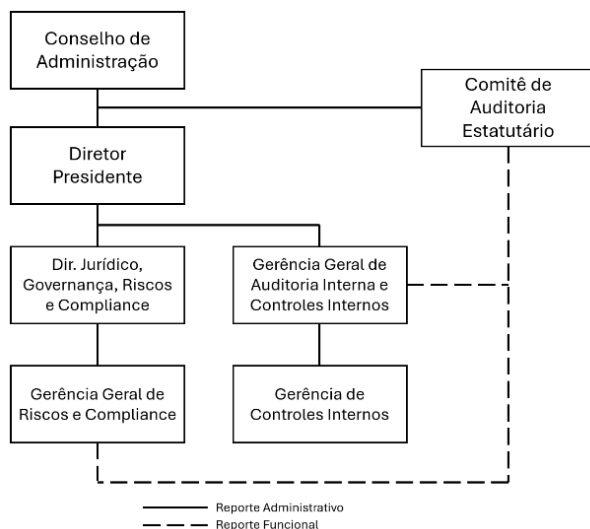 Conselho de
Administração
Comitê de
Auditoria
Estatutário
Diretor
Presidente
Dir. Jurídico,
Governança, Riscos
e Compliance
Gerência Geral de
Auditoria Interna e
Controles Internos
Gerência Geral de
Riscos e Compliance
Gerência de
Controles Internos
Reporte Administrativo
Reporte Funcional